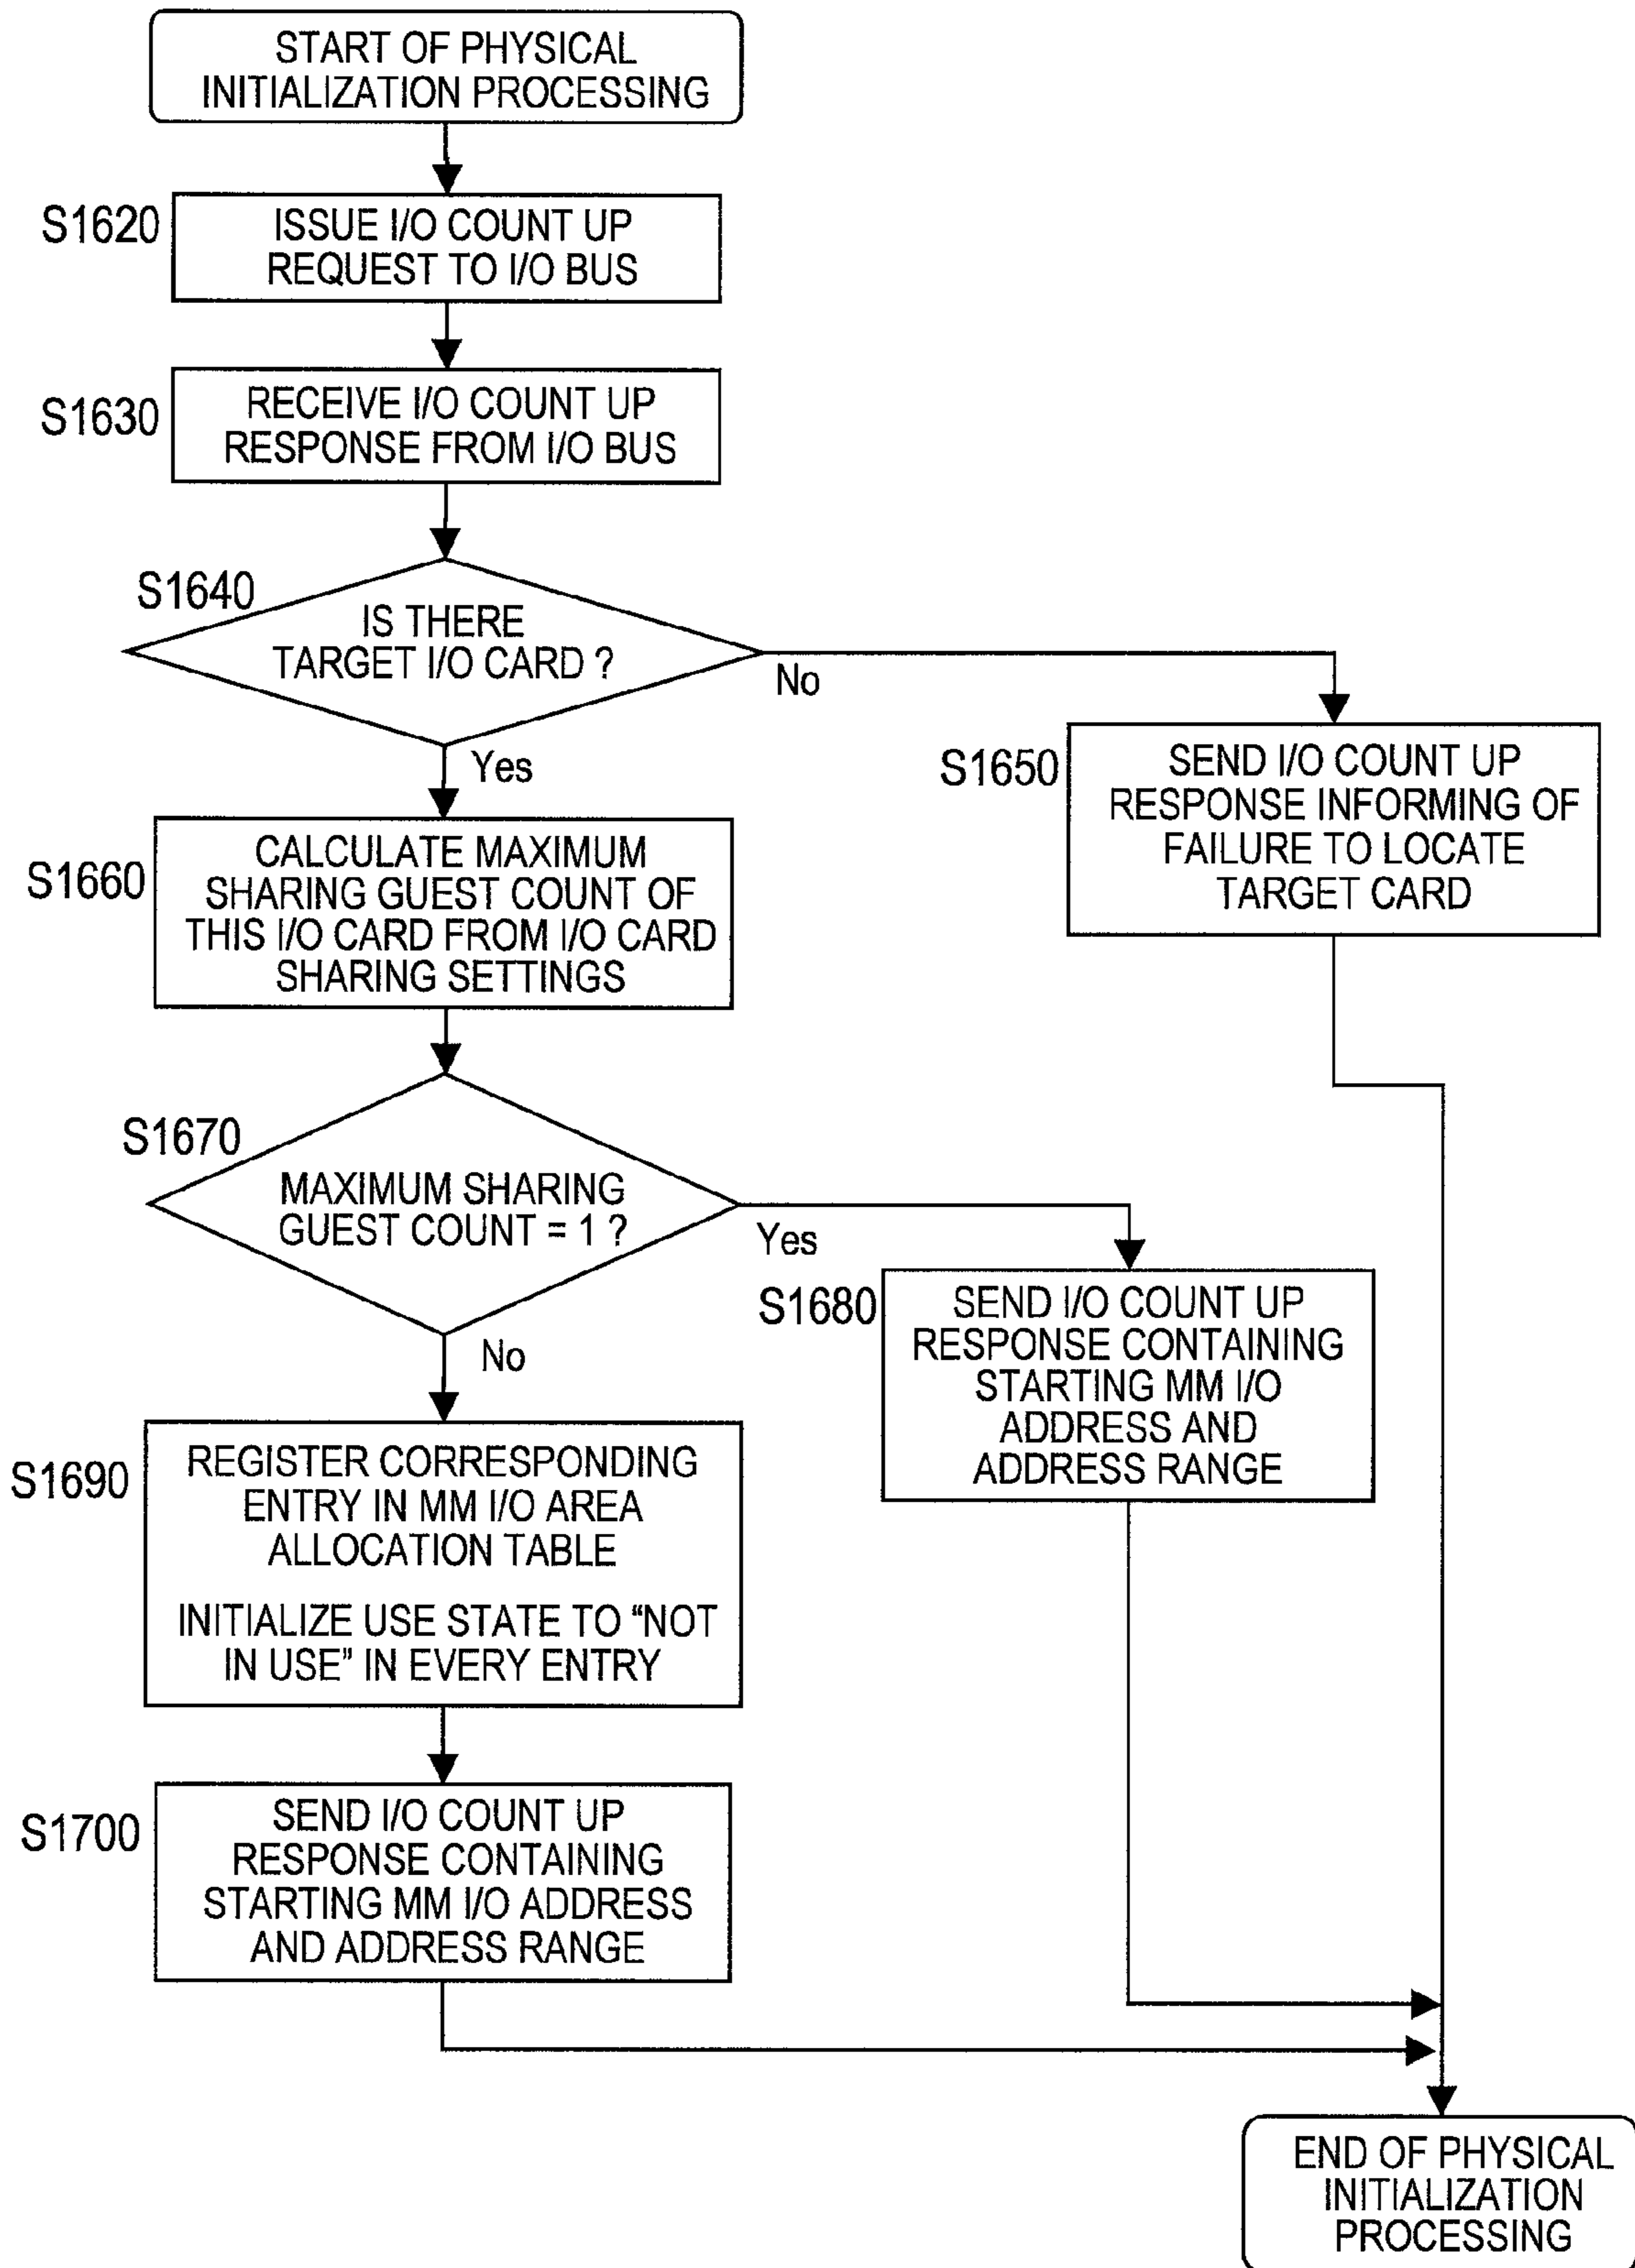 START OF PHYSICAL
INITIALIZATION PROCESSING
S1620
ISSUE I/O COUNT UP
REQUEST TO I/O BUS
S1630
RECEIVE I/O COUNT UP
RESPONSE FROM I/O BUS
S1640
IS THERE
TARGET I/O CARD ?
No
Yes
S1650
SEND I/O COUNT UP
RESPONSE INFORMING OF
FAILURE TO LOCATE
TARGET CARD
S1660
CALCULATE MAXIMUM
SHARING GUEST COUNT OF
THIS I/O CARD FROM I/O CARD
SHARING SETTINGS
S1670
MAXIMUM SHARING
GUEST COUNT = 1 ?
Yes
No
S1680
SEND I/O COUNT UP
RESPONSE CONTAINING
STARTING MM I/O
ADDRESS AND
ADDRESS RANGE
S1690
REGISTER CORRESPONDING
ENTRY IN MM I/O AREA
ALLOCATION TABLE
INITIALIZE USE STATE TO “NOT
IN USE” IN EVERY ENTRY
S1700
SEND I/O COUNT UP
RESPONSE CONTAINING
STARTING MM I/O ADDRESS
AND ADDRESS RANGE
END OF PHYSICAL
INITIALIZATION
PROCESSING